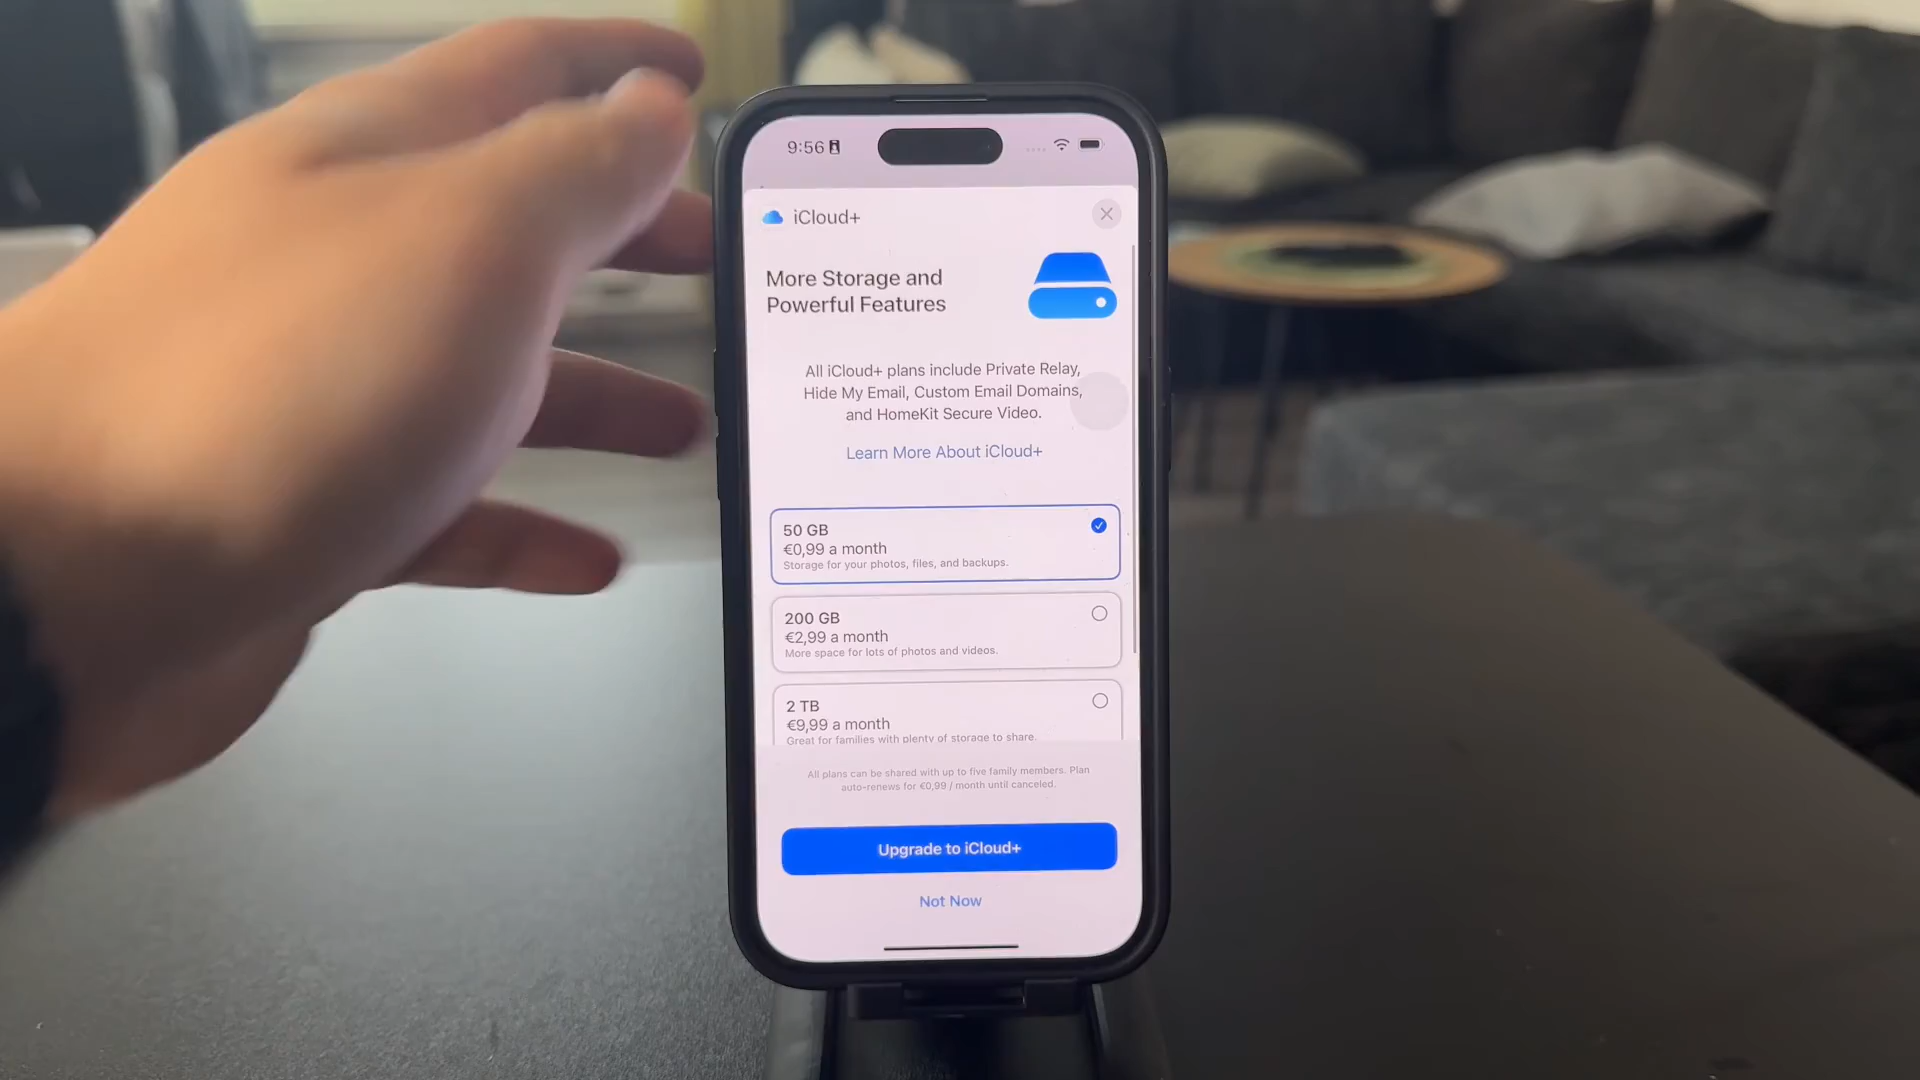 9:56
iCloud+
More Storage and
Powerful Features
All iCloud+ plans include Private Relay,
Hide My Email, Custom Email Domains,
and HomeKit Secure Video.
Learn More About iCloud+
50 GB
€0,99 a month
Storage for your photos, files, and backups.
200 GB
€2,99 a month
More space for lots of photos and videos.
2 TB
€9,99 a month
Great for families with plenty of storage to share.
All plans can be shared with up to five family members. Plan
auto-renews for €0,99 / month until canceled.
Upgrade to iCloud+
Not Now